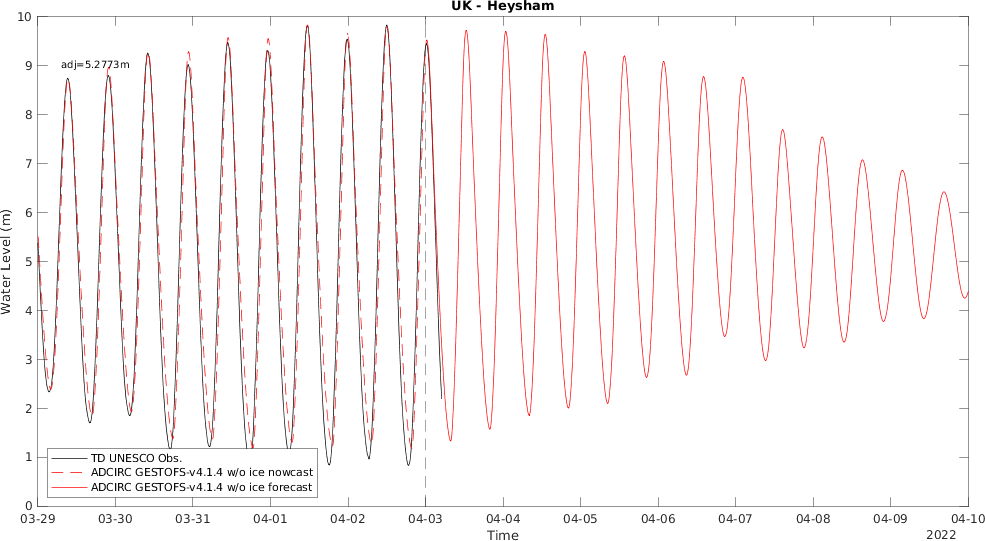 UK - Heysham
adj=5.2773m
Water Level (m)
10
9
8
7
6
5
4
3
2
1
0
TD UNESCO Obs.
ADCIRC GESTOFS-v4.1.4 w/o ice nowcast
ADCIRC GESTOFS-v4.1.4 w/o ice forecast
03-29 03-30 03-31 04-01 04-02 04-03 04-04 04-05 04-06 04-07 04-08 04-09 04-10
Time
2022